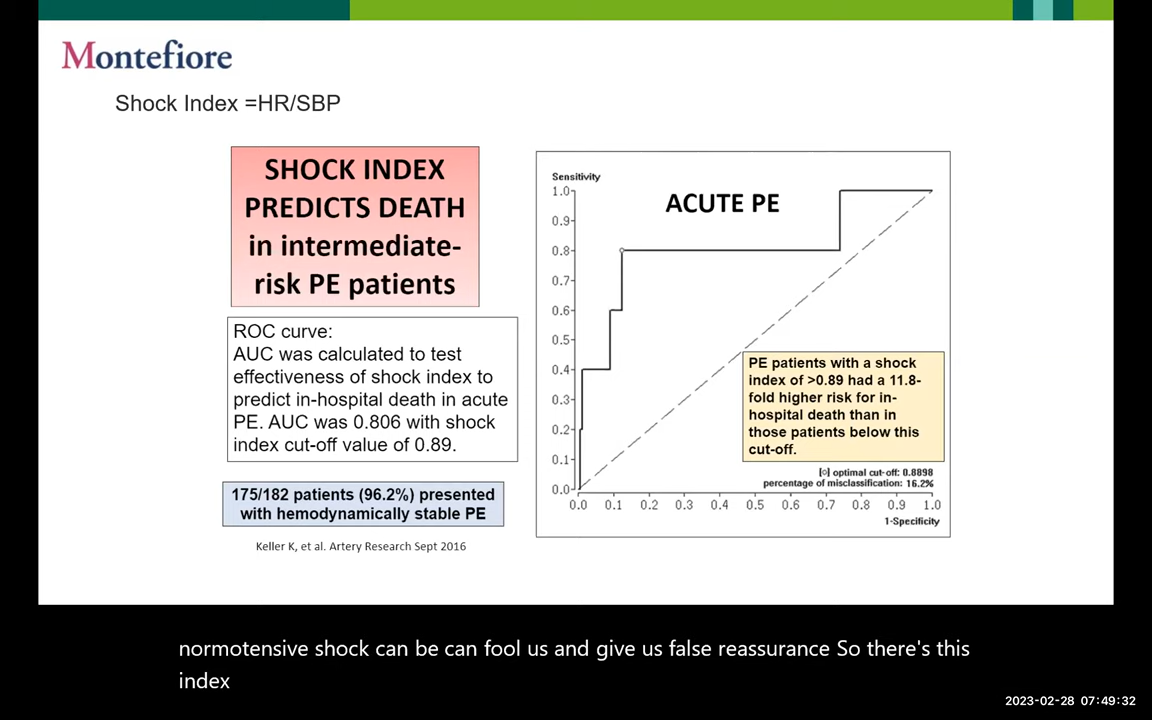 Montefiore
Shock Index =HR/SBP
SHOCK INDEX
PREDICTS DEATH
in intermediate-
risk PE patients
ROC curve:
AUC was calculated to test
effectiveness of shock index to
predict in-hospital death in acute
PE. AUC was 0.806 with shock
index cut-off value of 0.89.
175/182 patients (96.2%) presented
with hemodynamically stable PE
Keller K, et al. Artery Research Sept 2016
Sensitivity
ACUTE PE
1.0
0.9
0.8
0.7
0.6
0.5
0.4
0.3
0.2
0.1
0.0
PE patients with a shock
index of >0.89 had a 11.8-
fold higher risk for in-
hospital death than in
those patients below this
cut-off.
[o] optimal cut-off: 0.8898
percentage of misclassification: 16.2%
0.0 0.1 0.2 0.3 0.4 0.5 0.6 0.7 0.8 0.9 1.0
1-Specificity
normotensive shock can be can fool us and give us false reassurance So there's this
index
2023-02-28 07:49:32